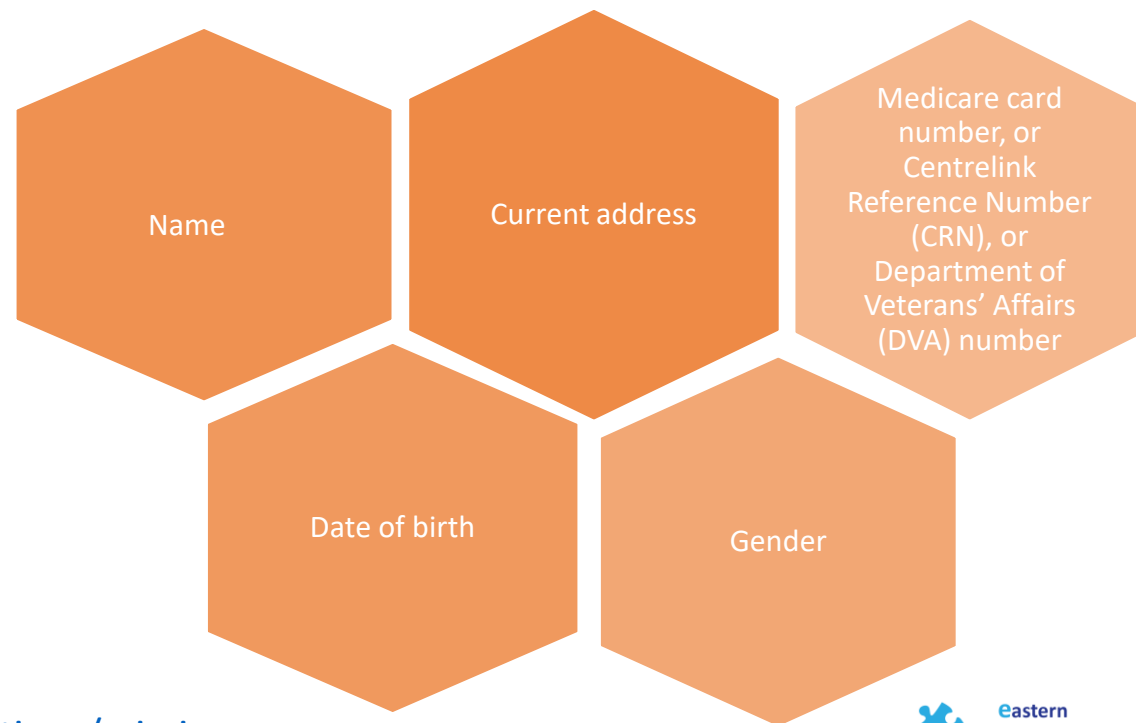 Name
Current address
Medicare card
number, or
Centrelink
Reference Number
(CRN), or
Department of
Veterans’ Affairs
(DVA) number
Date of birth
Gender
eastern